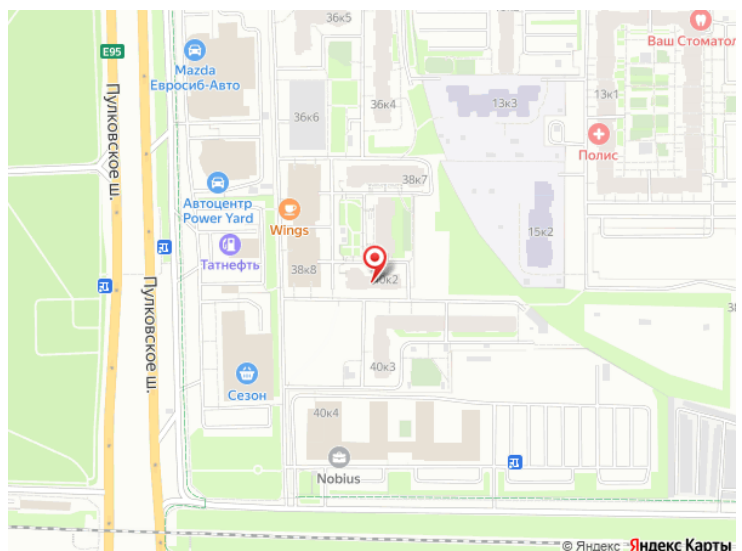 36к5
Ваш Стоматол
E95
Mazda
Евросиб-Авто
Пулковское ш.
36к6
36к4
13к3
13к1
Полис
38к7
Автоцентр
Power Yard
Wings
15к2
Татнефть
38к8
Пулковское ш.
38
40к3
Сезон
40к4
Nobius
© Яндекс Яндекс Карты